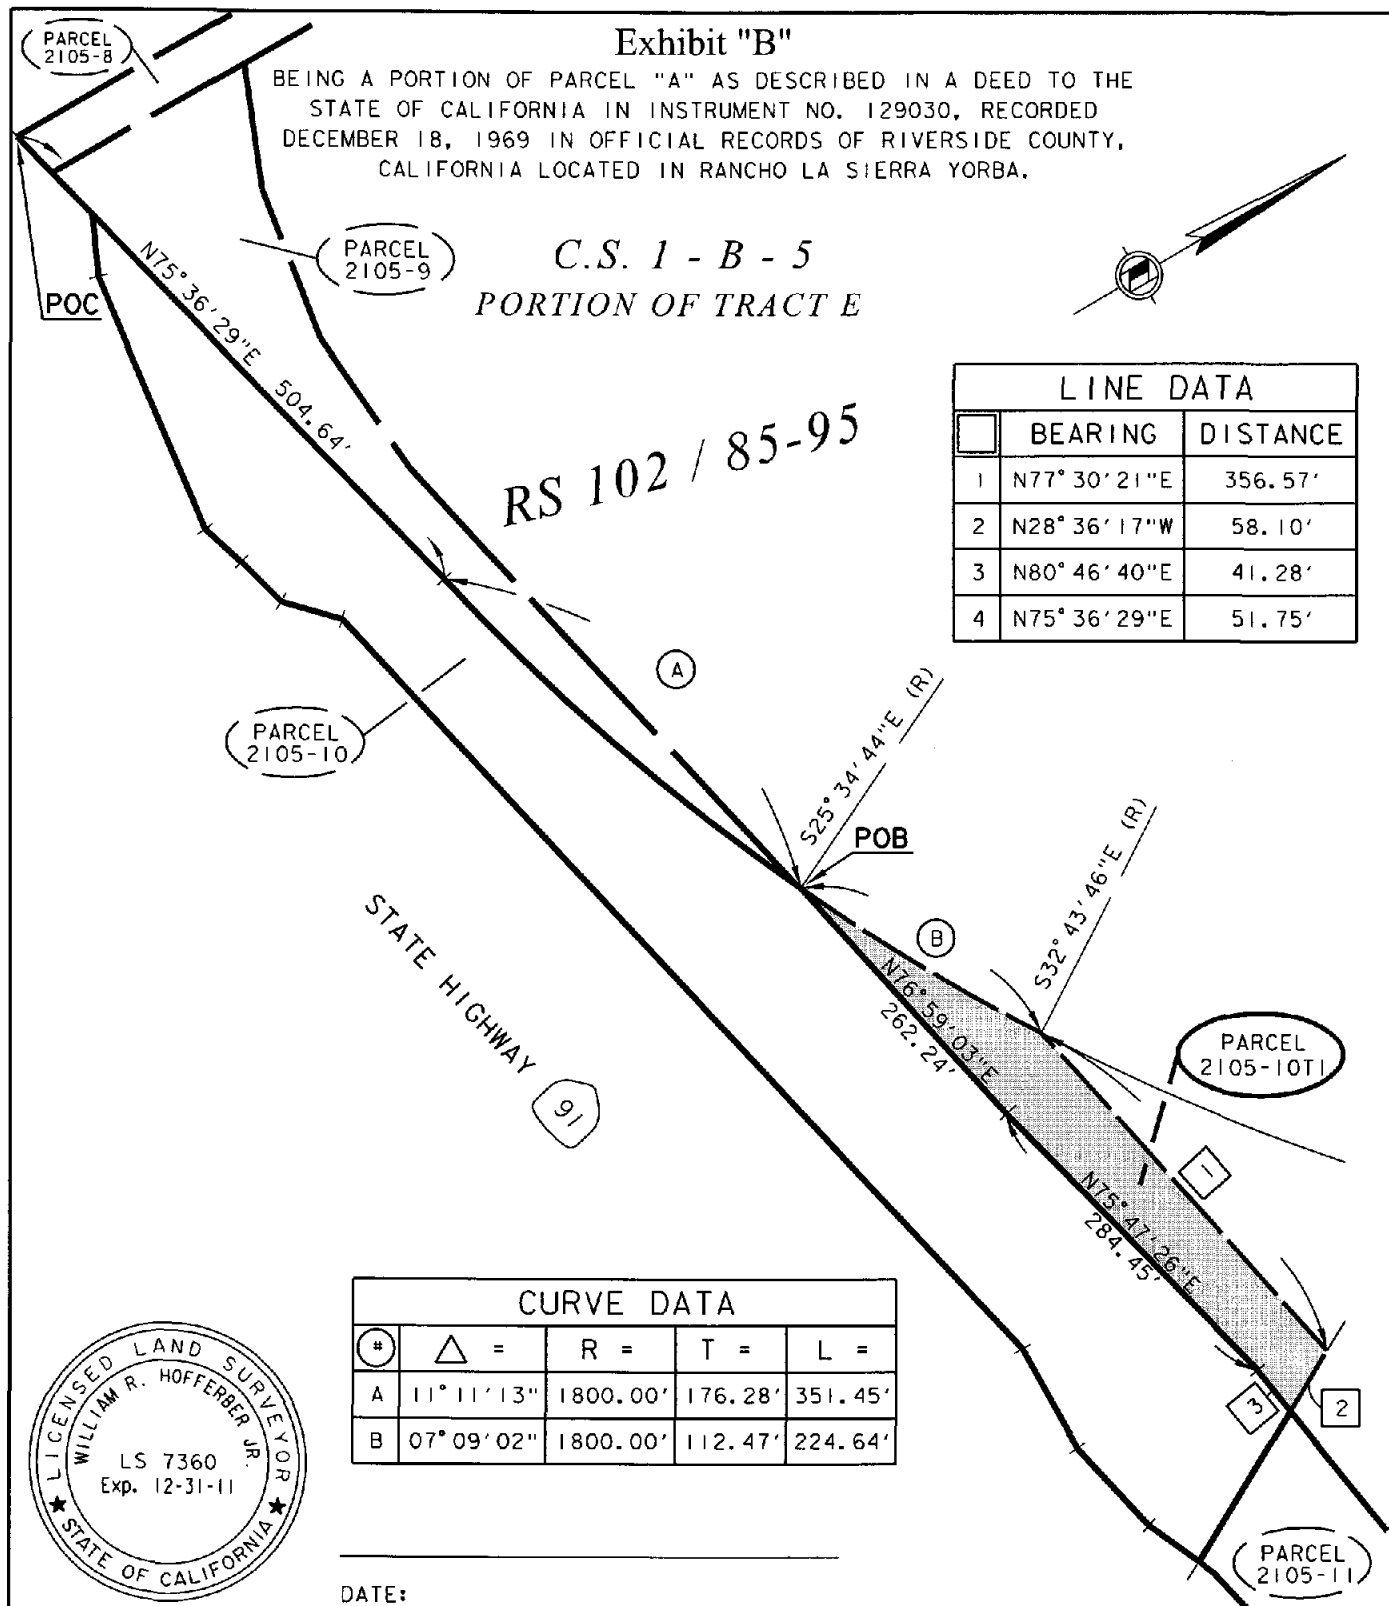 Exhibit "B"
BEING A PORTION OF PARCEL "A" AS DESCRIBED IN A DEED TO THE
STATE OF CALIFORNIA IN INSTRUMENT NO. 129030, RECORDED
DECEMBER 18, 1969 IN OFFICIAL RECORDS OF RIVERSIDE COUNTY,
CALIFORNIA LOCATED IN RANCHO LA SIERRA YORBA.
PARCEL
2105-8
POC
PARCEL
2105-9
C.S. 1 - B - 5
PORTION OF TRACT E
N75°36'29"E 504.64'
RS 102 / 85-95
LINE DATA
BEARING DISTANCE
1 N77°30'21"E 356.57'
2 N28°36'17"W 58.10'
3 N80°46'40"E 41.28'
4 N75°36'29"E 51.75'
A
PARCEL
2105-10
S25°34'44"E (R)
POB
S32°43'46"E (R)
B
STATE HIGHWAY
91
N76°59'03"E
262.24'
PARCEL
2105-10T1
1
N75°47'26"E
284.45'
3
2
CURVE DATA
# △ = R = T = L =
A 11°11'13" 1800.00' 176.28' 351.45'
B 07°09'02" 1800.00' 112.47' 224.64'
LICENSED LAND SURVEYOR
WILLIAM R. HOFFERBER JR.
LS 7360
Exp. 12-31-11
★ STATE OF CALIFORNIA ★
PARCEL
2105-11
DATE: